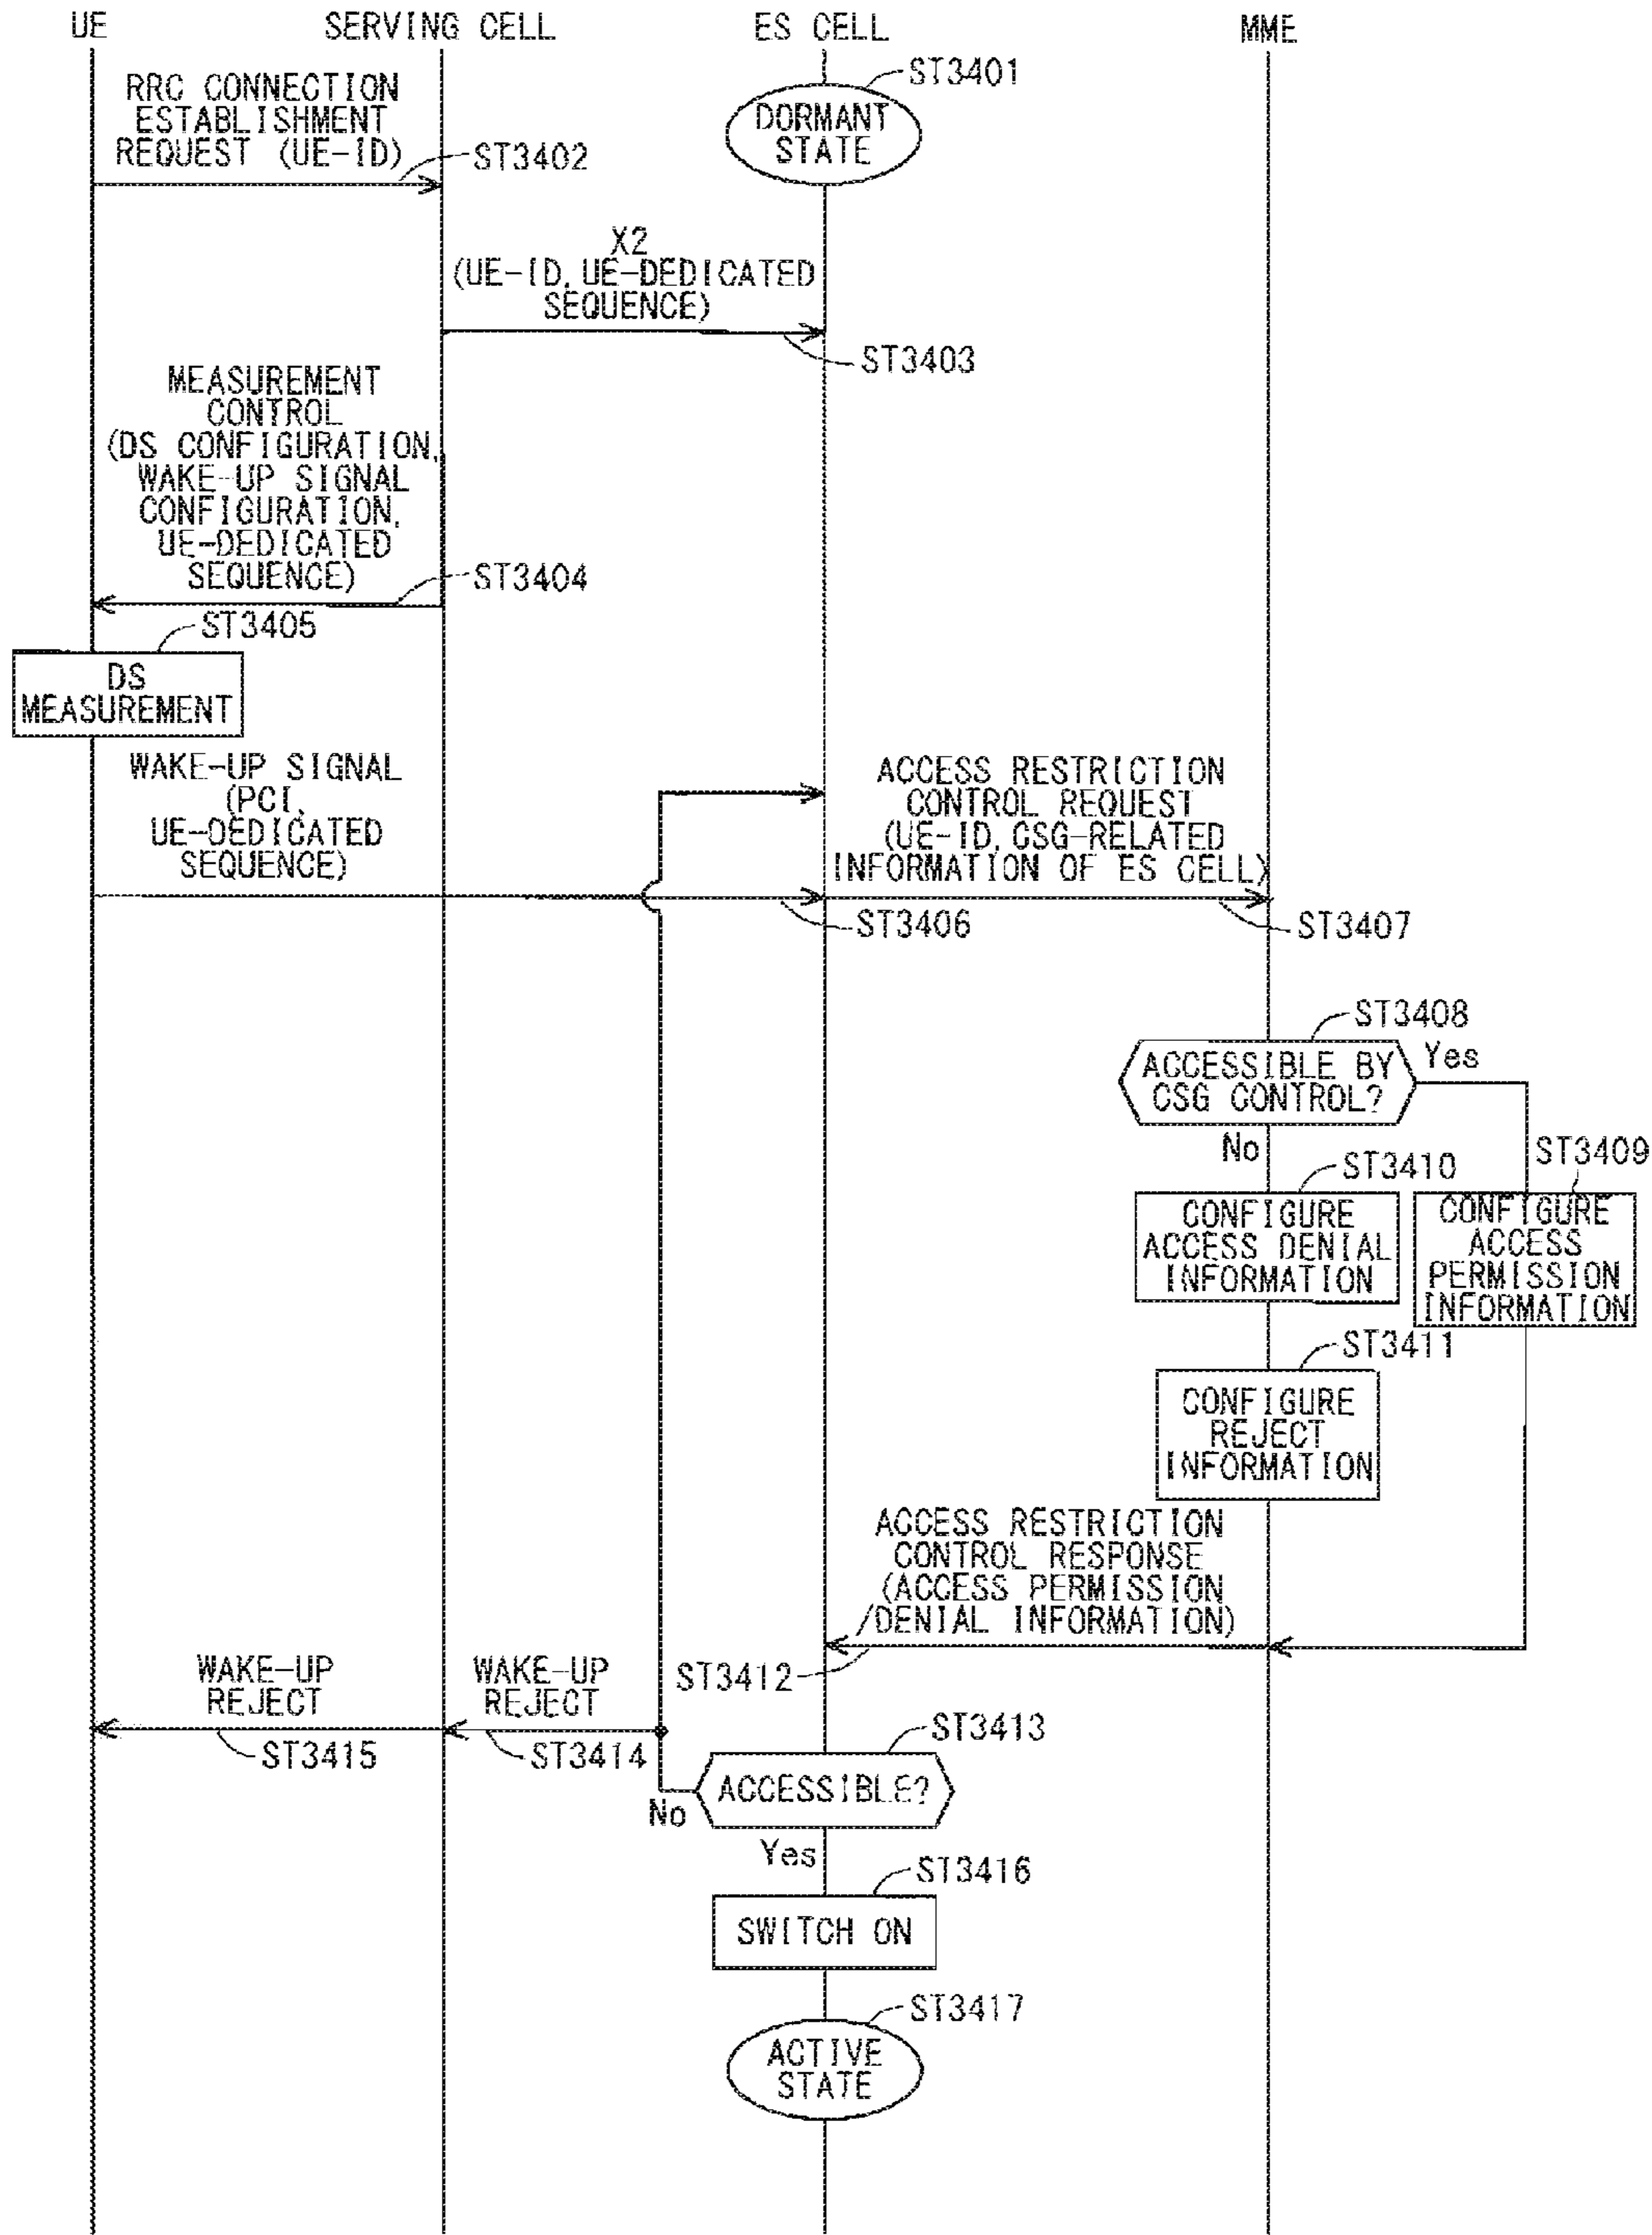 UE
SERVING CELL
ES CELL
MME
ST3401
DORMANT
STATE
RRC CONNECTION
ESTABLISHMENT
REQUEST (UE-ID)
ST3402
X2
(UE-ID, UE-DEDICATED
SEQUENCE)
ST3403
MEASUREMENT
CONTROL
(DS CONFIGURATION,
WAKE-UP SIGNAL
CONFIGURATION,
UE-DEDICATED
SEQUENCE)
ST3404
ST3405
DS
MEASUREMENT
WAKE-UP SIGNAL
(PCI,
UE-DEDICATED
SEQUENCE)
ST3406
ACCESS RESTRICTION
CONTROL REQUEST
(UE-ID, CSG-RELATED
INFORMATION OF ES CELL)
ST3407
ST3408
ACCESSIBLE BY
CSG CONTROL?
Yes
No
ST3409
CONFIGURE
ACCESS
PERMISSION
INFORMATION
ST3410
CONFIGURE
ACCESS DENIAL
INFORMATION
ST3411
CONFIGURE
REJECT
INFORMATION
ACCESS RESTRICTION
CONTROL RESPONSE
(ACCESS PERMISSION
/DENIAL INFORMATION)
ST3412
ST3413
ACCESSIBLE?
No
Yes
WAKE-UP
REJECT
ST3414
WAKE-UP
REJECT
ST3415
ST3416
SWITCH ON
ST3417
ACTIVE
STATE